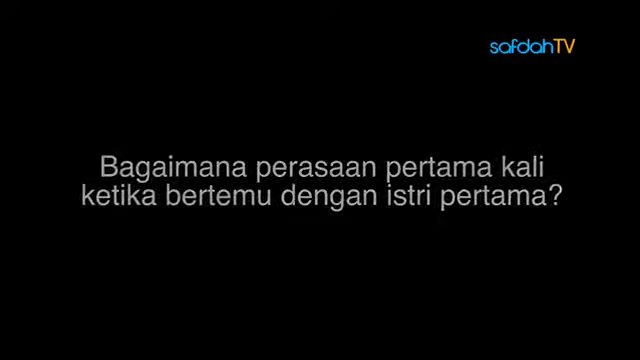 safdahTV
Bagaimana perasaan pertama kali
ketika bertemu dengan istri pertama?